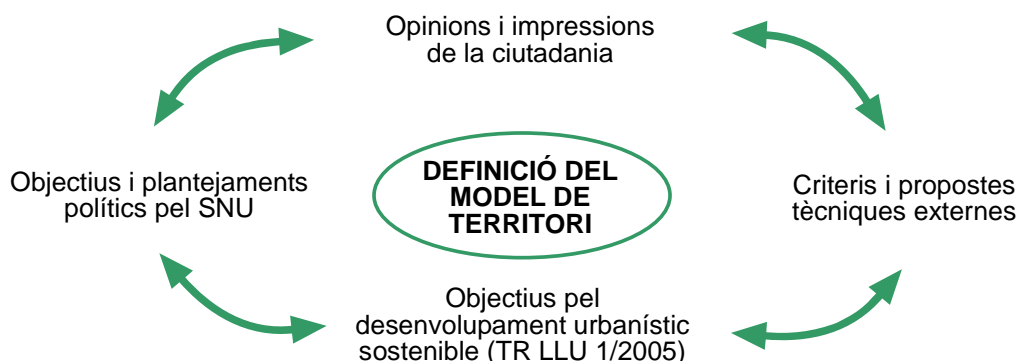 Opinions i impressions
de la ciutadania
Objectius i plantejaments
polítics pel SNU
DEFINICIÓ DEL
MODEL DE
TERRITORI
Criteris i propostes
tècniques externes
Objectius pel
desenvolupament urbanístic
sostenible (TR LLU 1/2005)